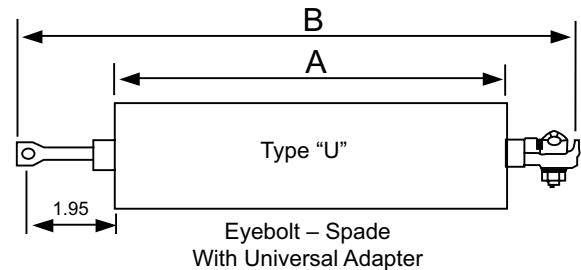 B
A
Type “U”
1.95
Eyebolt – Spade
With Universal Adapter